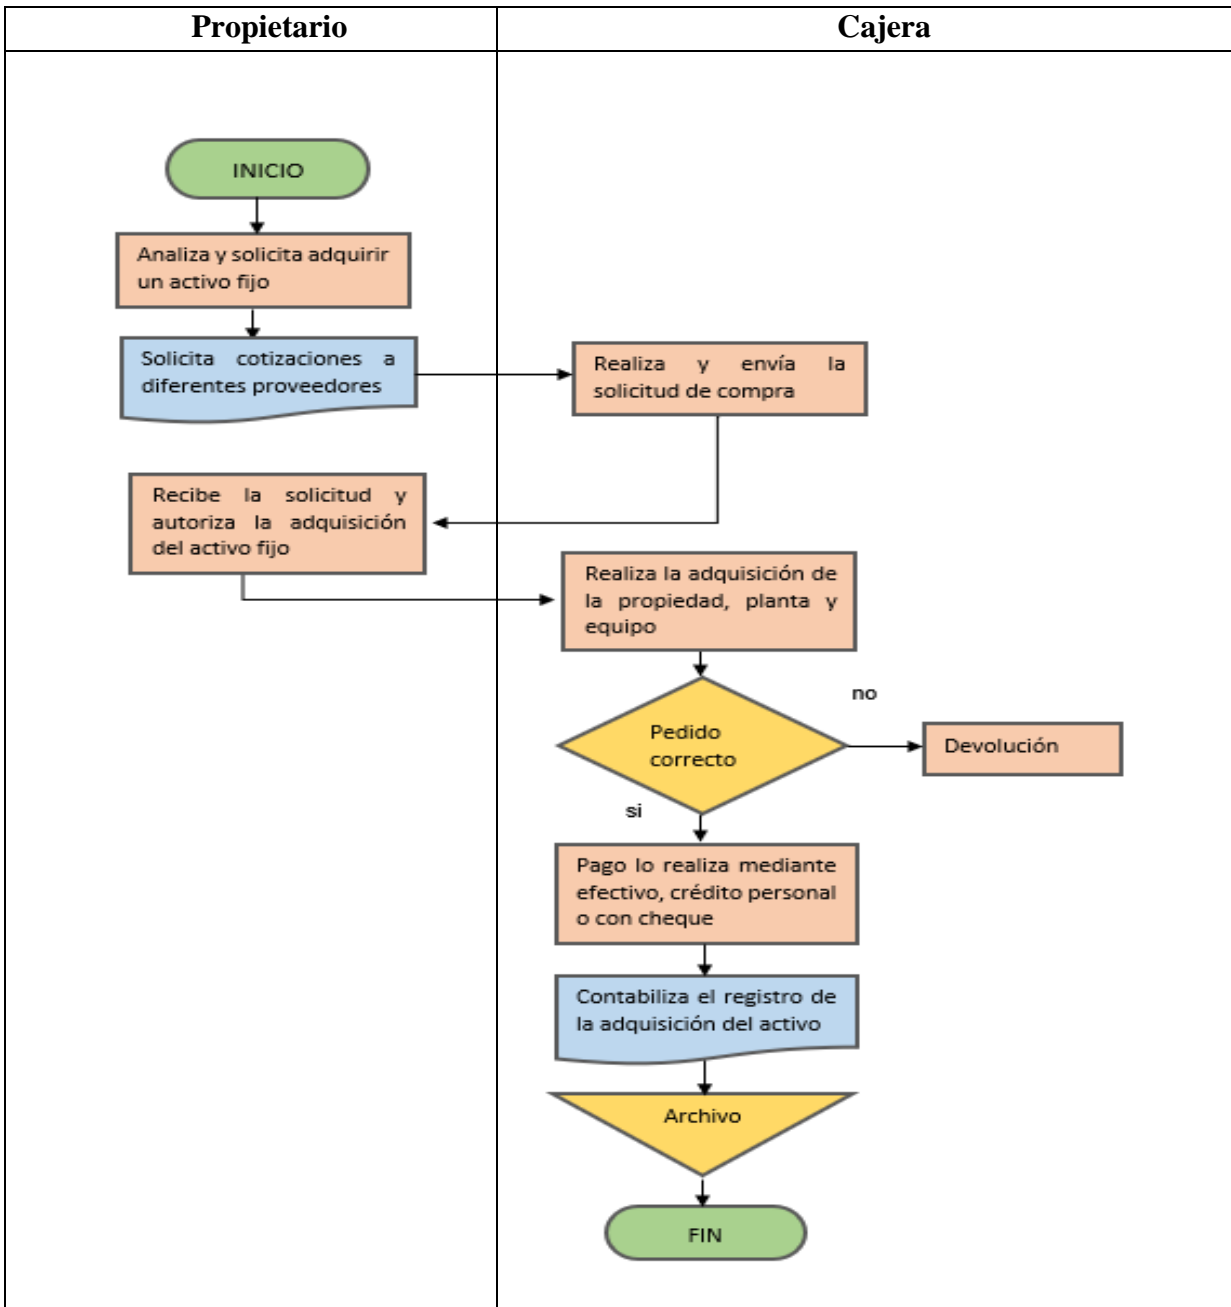 Propietario
Cajera
INICIO
Analiza y solicita adquirir
un activo fijo
Solicita cotizaciones a
diferentes proveedores
Realiza y envía la
solicitud de compra
Recibe la solicitud y
autoriza la adquisición
del activo fijo
Realiza la adquisición de
la propiedad, planta y
equipo
no
Pedido
correcto
Devolución
si
Pago lo realiza mediante
efectivo, crédito personal
o con cheque
Contabiliza el registro de
la adquisición del activo
Archivo
FIN